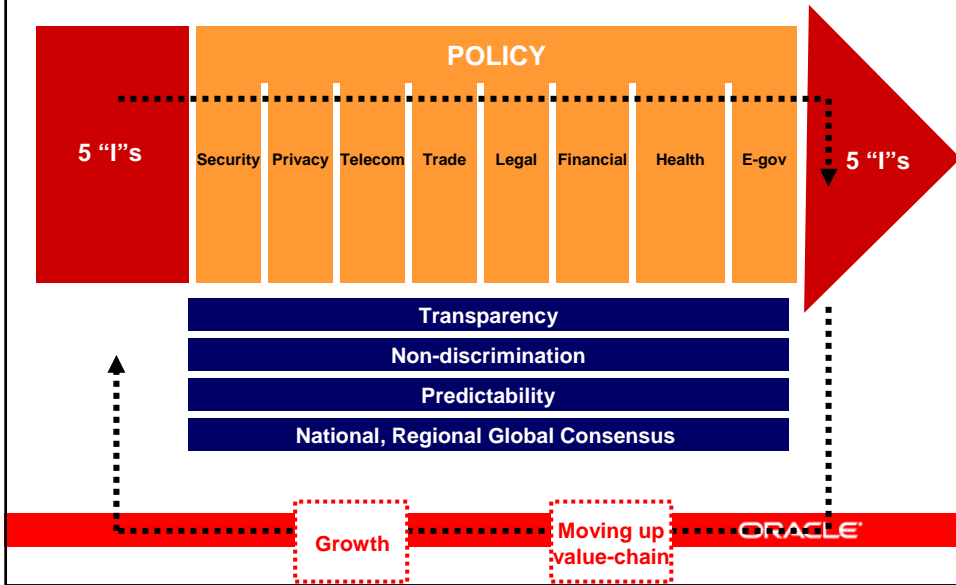 POLICY
5 “I”s
Security
Privacy
Telecom
Trade
Legal
Financial
Health
E-gov
5 “I”s
Transparency
Non-discrimination
Predictability
National, Regional Global Consensus
Growth
Moving up
value-chain
ORACLE